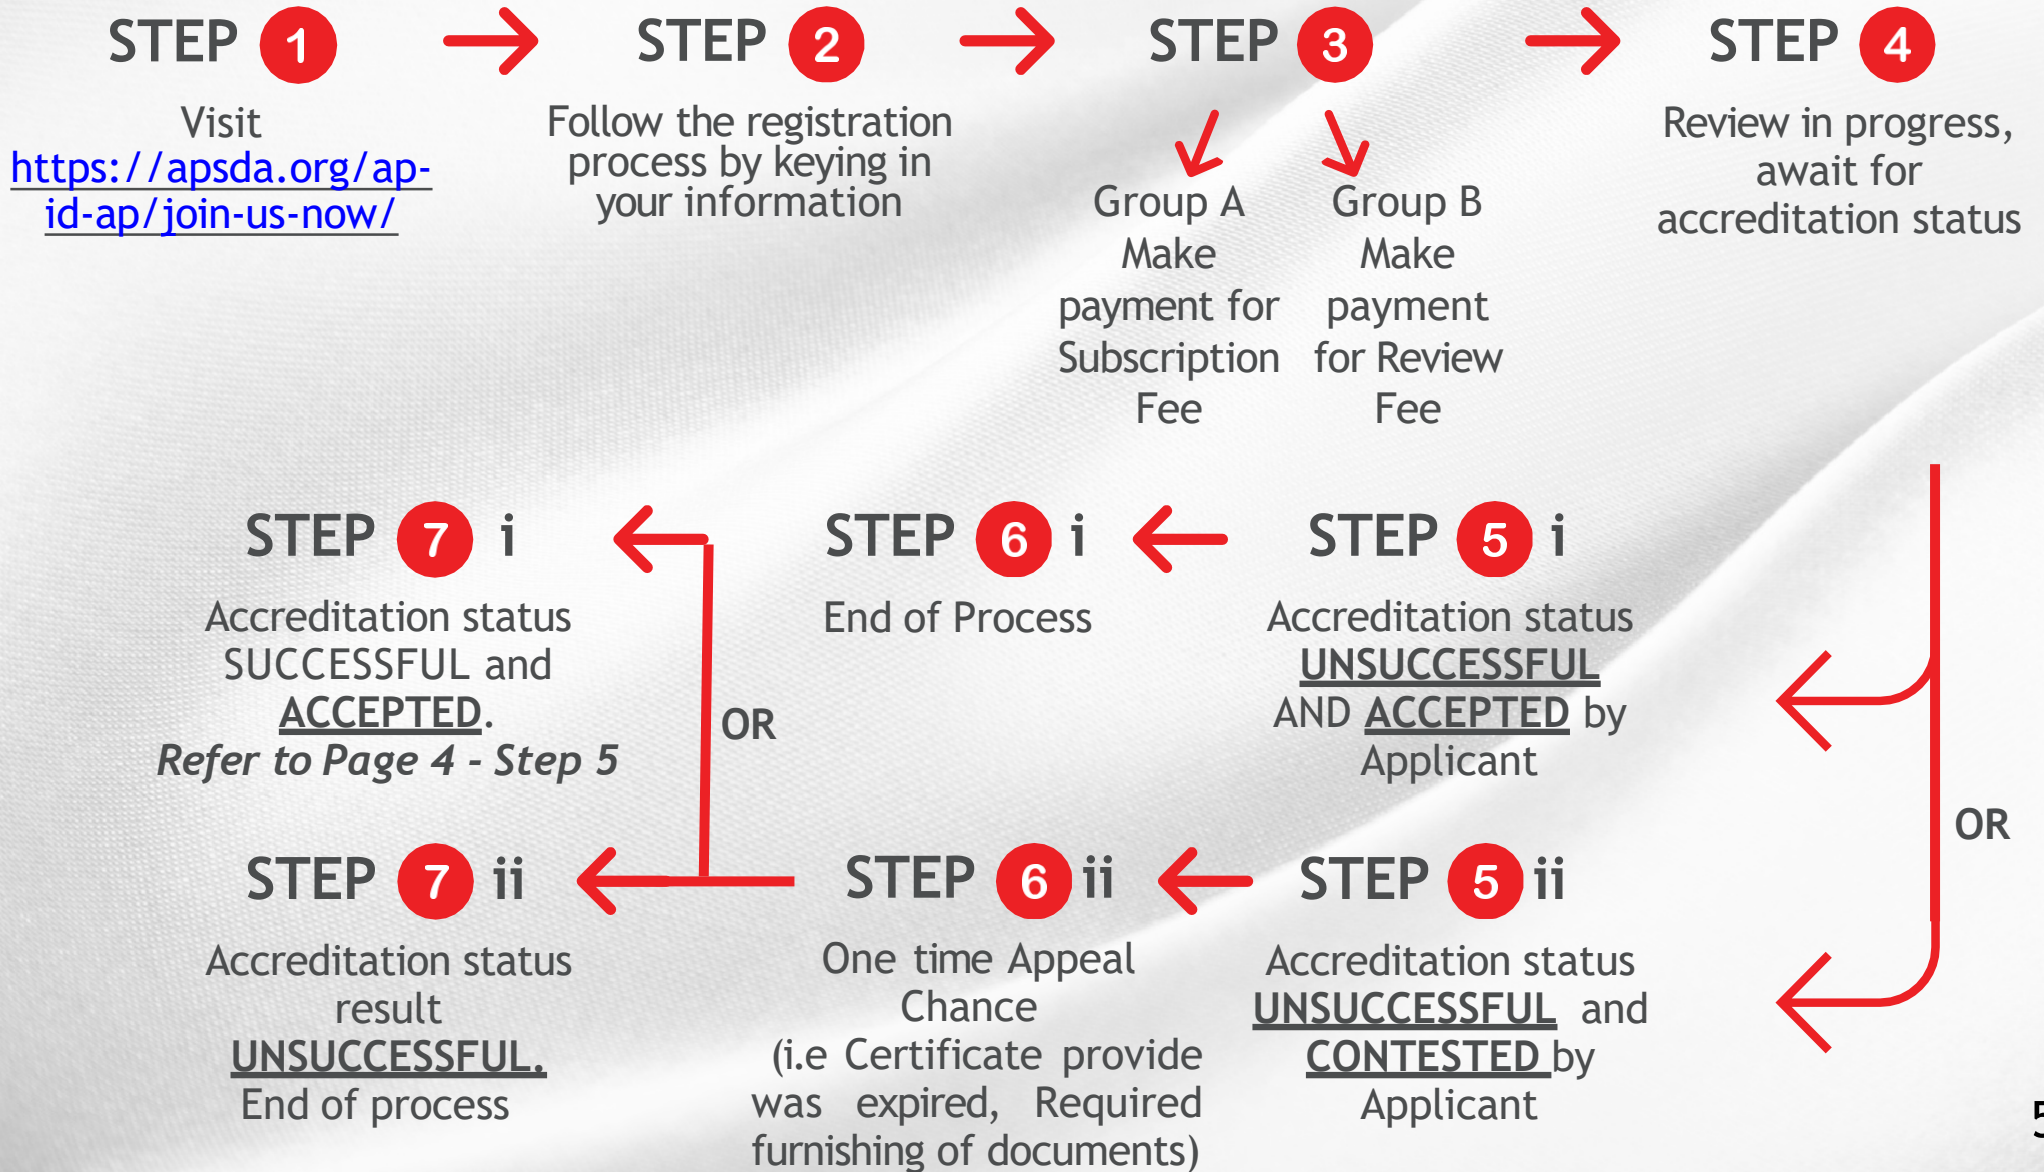 STEP 1
Visit
https://apsda.org/ap-
id-ap/join-us-now/
STEP 2
Follow the registration
process by keying in
your information
STEP 3
Group A
Make
payment for
Subscription
Fee
Group B
Make
payment
for Review
Fee
STEP 4
Review in progress,
await for
accreditation status
OR
STEP 5 i
Accreditation status
UNSUCCESSFUL
AND ACCEPTED by
Applicant
STEP 6 i
End of Process
STEP 7 i
Accreditation status
SUCCESSFUL and
ACCEPTED.
Refer to Page 4 - Step 5
OR
STEP 5 ii
Accreditation status
UNSUCCESSFUL and
CONTESTED by
Applicant
STEP 6 ii
One time Appeal
Chance
(i.e Certificate provide
was expired, Required
furnishing of documents)
STEP 7 ii
Accreditation status
result
UNSUCCESSFUL.
End of process
5